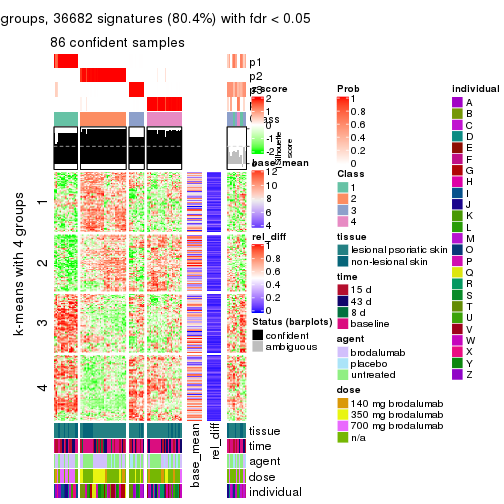 groups, 36682 signatures (80.4%) with fdr < 0.05
86 confident samples
k-means with 4 groups
1
2
3
4
p1
p2
z-score
2
1
0
-1
-2
Silhouette
score
base_mean
12
10
8
6
4
rel_diff
1
0.8
0.6
0.4
0.2
0
Status (barplots)
confident
ambiguous
tissue
time
agent
dose
individual
base_mean
rel_diff
Prob
1
0.8
0.6
0.4
0.2
0
Class
1
2
3
4
tissue
lesional psoriatic skin
non-lesional skin
time
15 d
43 d
8 d
baseline
agent
brodalumab
placebo
untreated
dose
140 mg brodalumab
350 mg brodalumab
700 mg brodalumab
n/a
individual
A
B
C
D
E
F
G
H
I
J
K
L
M
O
P
Q
R
S
T
U
V
W
X
Y
Z